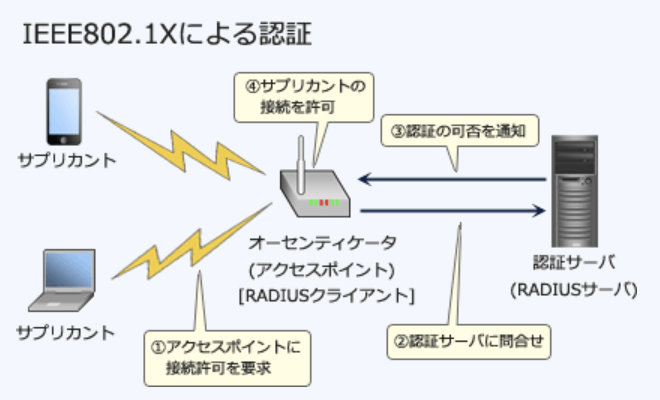 IEEE802.1Xによる認証
④サプリカントの
接続を許可
③認証の可否を通知
サプリカント
オーセンティケータ
(アクセスポイント)
[RADIUSクライアント]
認証サーバ
(RADIUSサーバ)
サプリカント
①アクセスポイントに
接続許可を要求
②認証サーバに問合せ